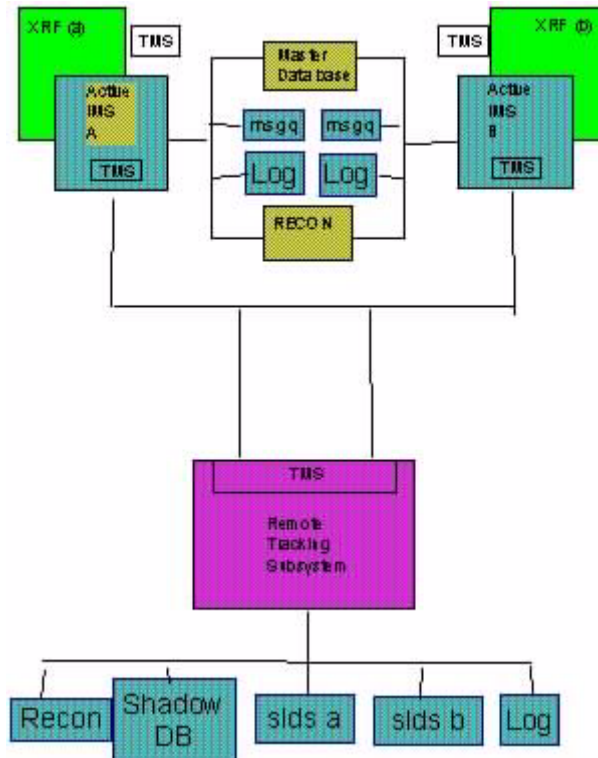 XRF (a)
TMS
TMS
XRF (b)
Active
IMS
A
TMS
Master
Database
msgq
msgq
Log
Log
RECON
Active
IMS
B
TMS
TMS
Remote
Tracking
Subsystem
Recon
Shadow
DB
slds a
slds b
Log